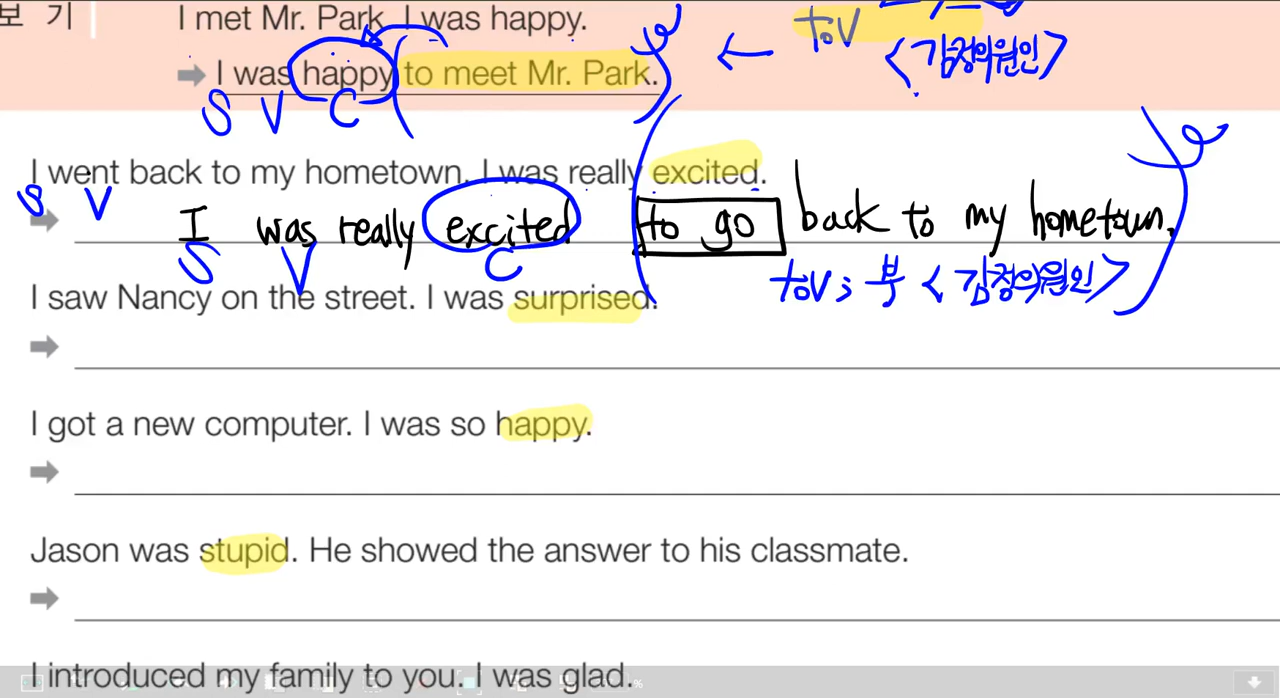 보 기
I met Mr. Park. I was happy.
toV
I was happy to meet Mr. Park.
<감정의원인>
S V C
I went back to my hometown. I was really excited.
S V
I was really excited to go back to my hometown.
S V C
toV; 부 <감정의원인>
I saw Nancy on the street. I was surprised.
I got a new computer. I was so happy.
Jason was stupid. He showed the answer to his classmate.
I introduced my family to you. I was glad.